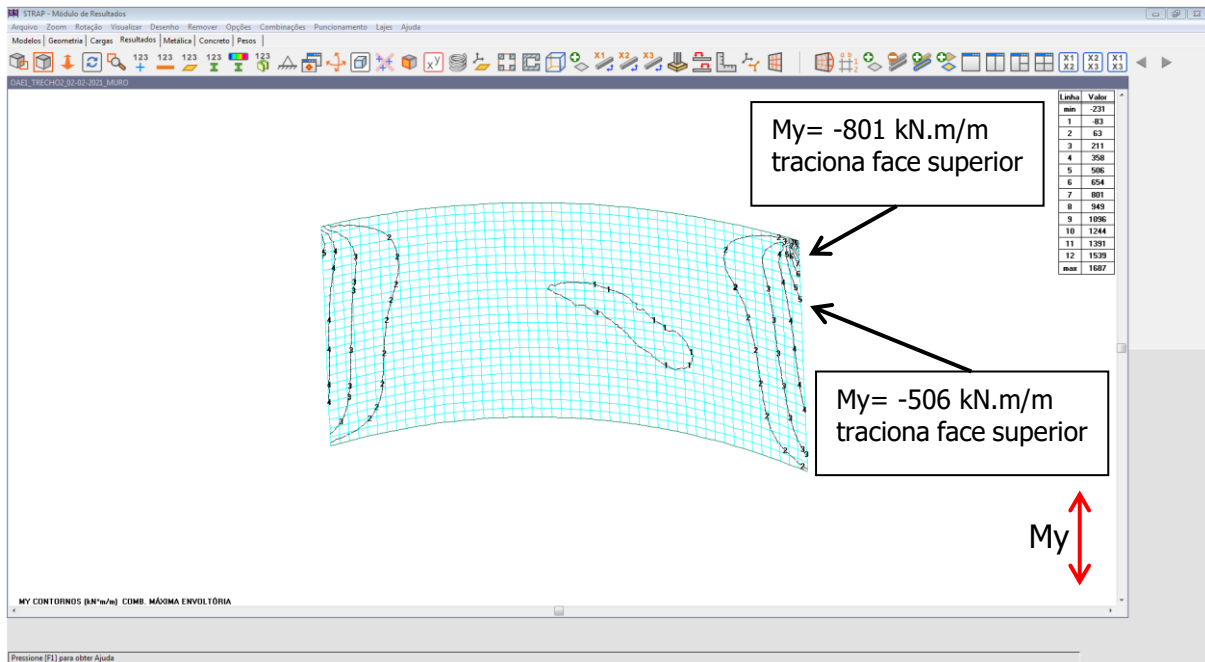 STRAP - Módulo de Resultados
Arquivo Zoom Rotação Visualizar Desenho Remover Opções Combinações Puncionamento Lajes Ajuda
Modelos Geometria Cargas Resultados Metálica Concreto Pesos
OAE1_TRECHO2_02-02-2021_MURO
Linha Valor
min -231
1 -83
2 63
3 211
4 358
5 506
6 654
7 801
8 949
9 1096
10 1244
11 1391
12 1539
max 1687
My= -801 kN.m/m
traciona face superior
My= -506 kN.m/m
traciona face superior
My
MY CONTORNOS (kN*m/m) COMB. MÁXIMA ENVOLTÓRIA
Pressione [F1] para obter Ajuda